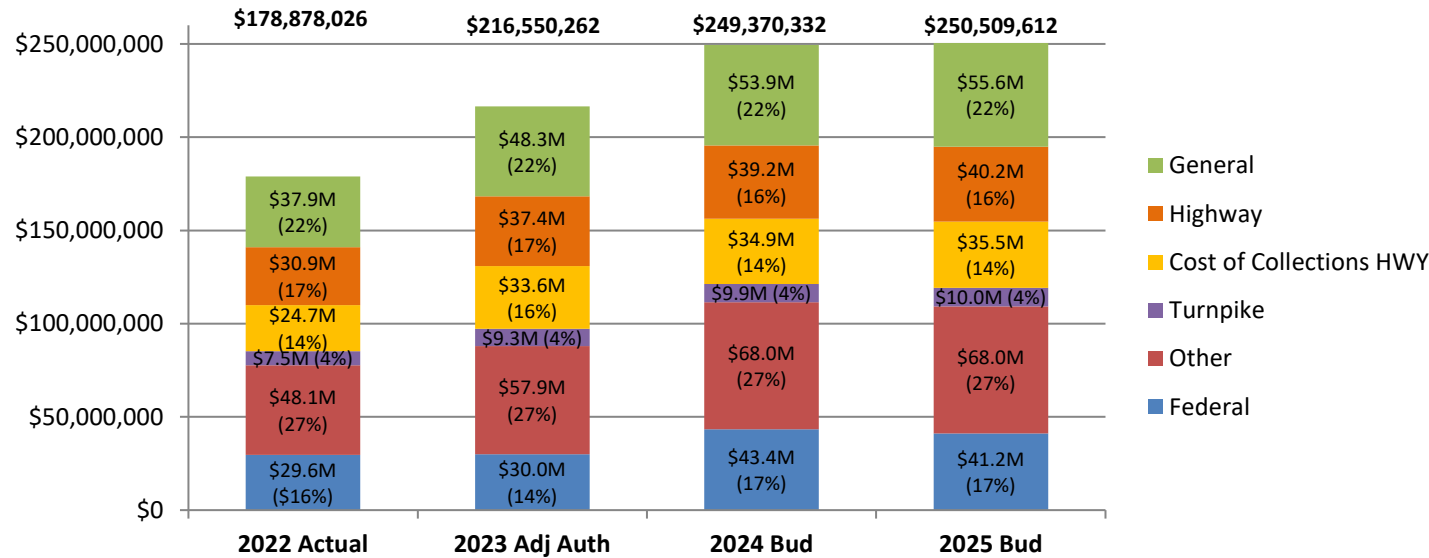 $178,878,026 $216,550,262 $249,370,332 $250,509,612
$250,000,000
$200,000,000
$150,000,000
$100,000,000
$50,000,000
$0
$37.9M
(22%)
$30.9M
(17%)
$24.7M
(14%)
$7.5M (4%)
$48.1M
(27%)
$29.6M
($16%)
$48.3M
(22%)
$37.4M
(17%)
$33.6M
(16%)
$9.3M (4%)
$57.9M
(27%)
$30.0M
(14%)
$53.9M
(22%)
$39.2M
(16%)
$34.9M
(14%)
$9.9M (4%)
$68.0M
(27%)
$43.4M
(17%)
$55.6M
(22%)
$40.2M
(16%)
$35.5M
(14%)
$10.0M (4%)
$68.0M
(27%)
$41.2M
(17%)
2022 Actual 2023 Adj Auth 2024 Bud 2025 Bud
General
Highway
Cost of Collections HWY
Turnpike
Other
Federal